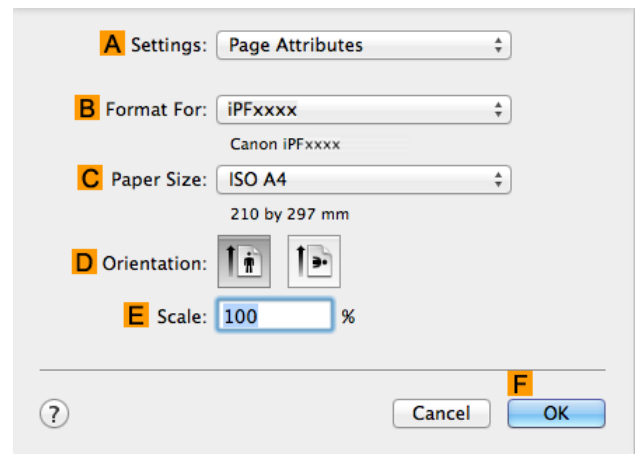 A Settings: Page Attributes
B Format For: iPFxxxx
Canon iPFxxxx
C Paper Size: ISO A4
210 by 297 mm
D Orientation:
E Scale: 100 %
F
? Cancel OK